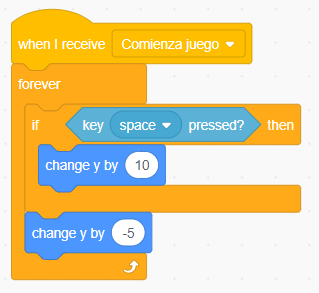 when I receive Comienza juego
forever
if key space pressed? then
change y by 10
change y by -5